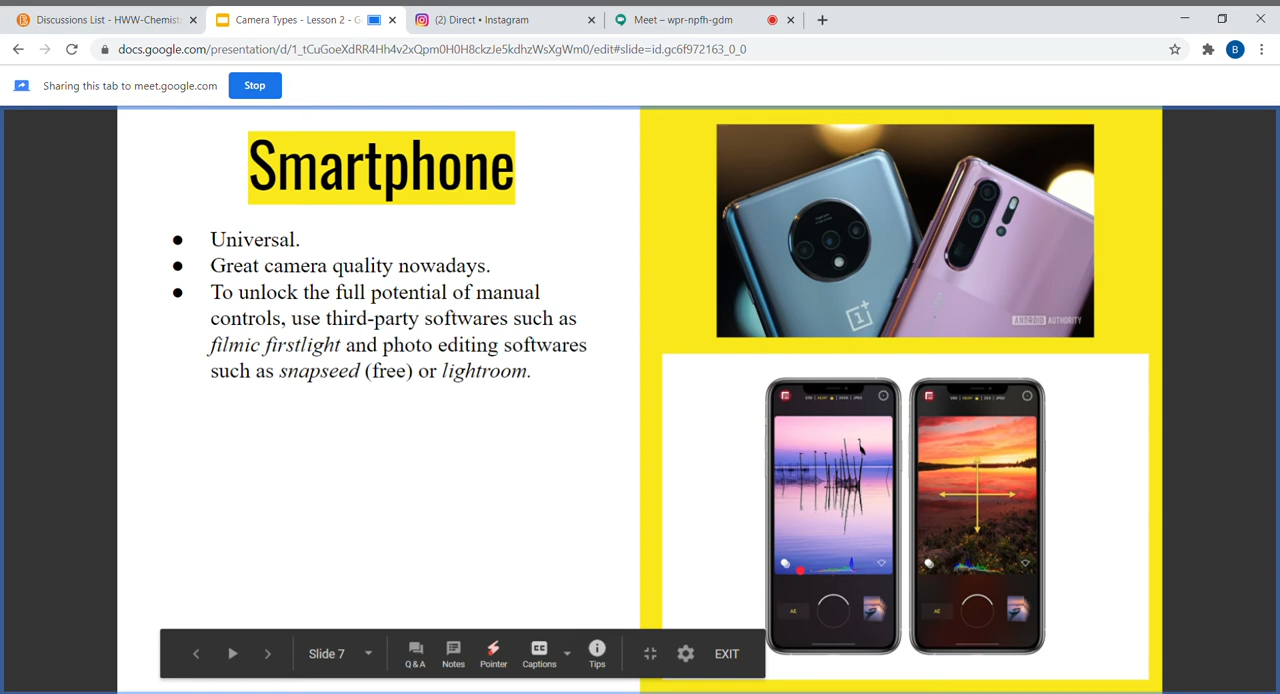 Discussions List - HWW-Chemist
Camera Types - Lesson 2 - G
(2) Direct • Instagram
Meet – wpr-npfh-gdm
docs.google.com/presentation/d/1_tCuGoeXdRR4Hh4v2xQpm0H0H8ckzJe5kdhzWsXgWm0/edit#slide=id.gc6f972163_0_0
B
Sharing this tab to meet.google.com
Stop
Smartphone
● Universal.
● Great camera quality nowadays.
● To unlock the full potential of manual
controls, use third-party softwares such as
filmic firstlight and photo editing softwares
such as snapseed (free) or lightroom.
ANDROID AUTHORITY
AE
AE
Slide 7
Q & A
Notes
Pointer
CC
Captions
Tips
EXIT